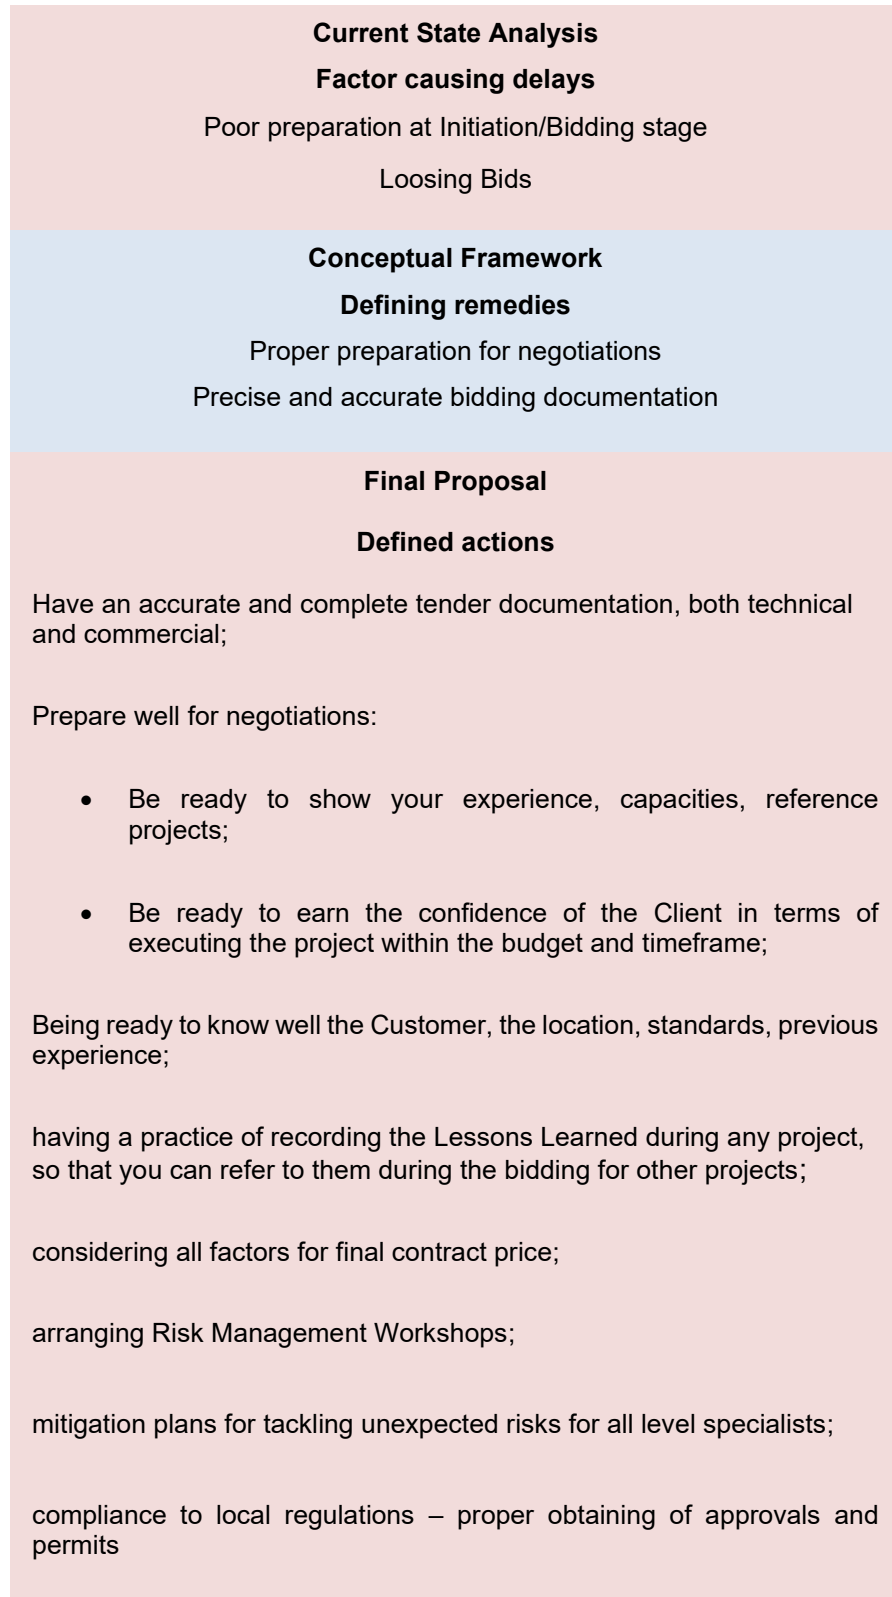 Current State Analysis
Factor causing delays
Poor preparation at Initiation/Bidding stage
Loosing Bids
Conceptual Framework
Defining remedies
Proper preparation for negotiations
Precise and accurate bidding documentation
Final Proposal
Defined actions
Have an accurate and complete tender documentation, both technical
and commercial;
Prepare well for negotiations:
• Be ready to show your experience, capacities, reference
projects;
• Be ready to earn the confidence of the Client in terms of
executing the project within the budget and timeframe;
Being ready to know well the Customer, the location, standards, previous
experience;
having a practice of recording the Lessons Learned during any project,
so that you can refer to them during the bidding for other projects;
considering all factors for final contract price;
arranging Risk Management Workshops;
mitigation plans for tackling unexpected risks for all level specialists;
compliance to local regulations – proper obtaining of approvals and
permits